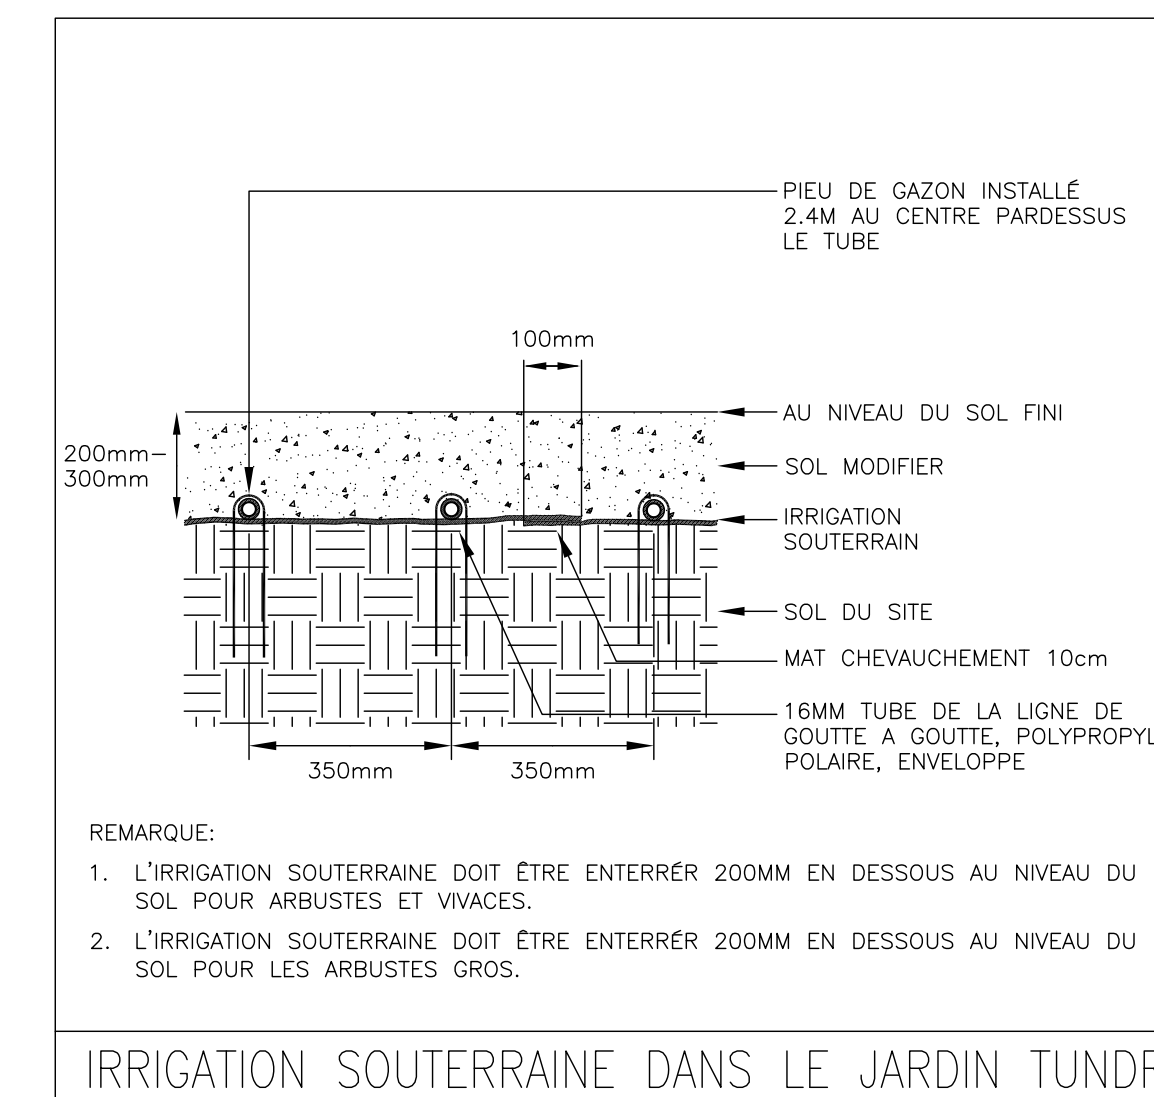 PIEU DE GAZON INSTALLÉ
2.4M AU CENTRE PARDESSUS
LE TUBE
100mm
AU NIVEAU DU SOL FINI
200mm-
300mm
SOL MODIFIER
IRRIGATION
SOUTERRAIN
SOL DU SITE
MAT CHEVAUCHEMENT 10cm
16MM TUBE DE LA LIGNE DE
GOUTTE A GOUTTE, POLYPROPYL
POLAIRE, ENVELOPPE
350mm
350mm
REMARQUE:
1. L'IRRIGATION SOUTERRAINE DOIT ÊTRE ENTERRÉR 200MM EN DESSOUS AU NIVEAU DU
SOL POUR ARBUSTES ET VIVACES.
2. L'IRRIGATION SOUTERRAINE DOIT ÊTRE ENTERRÉR 200MM EN DESSOUS AU NIVEAU DU
SOL POUR LES ARBUSTES GROS.
IRRIGATION SOUTERRAINE DANS LE JARDIN TUNDR